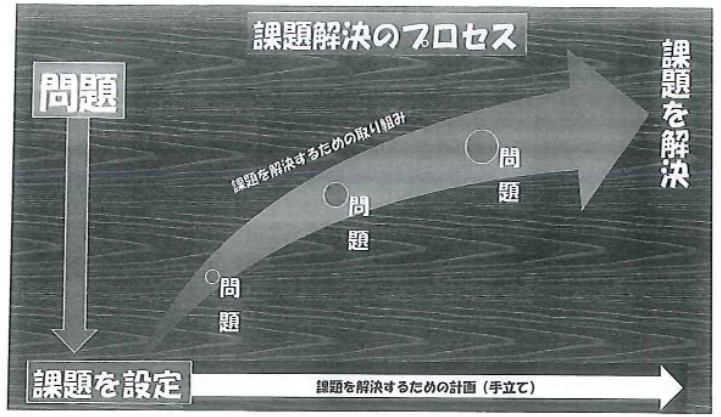 課題解決のプロセス
問題
課題を解決
課題を解決するための取り組み
問題
問題
問題
課題を設定
課題を解決するための計画（手立て）